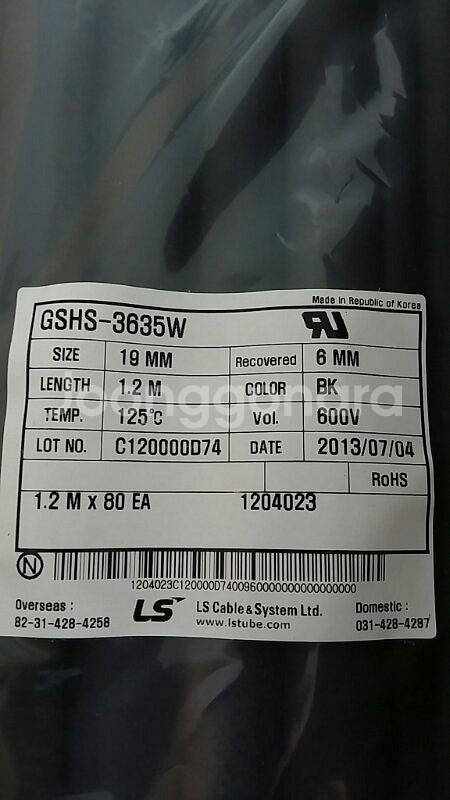 Made in Republic of Korea
GSHS-3635W
SIZE 19 MM Recovered 6 MM
LENGTH 1.2 M COLOR BK
TEMP. 125℃ Vol. 600V
LOT NO. C120000D74 DATE 2013/07/04
RoHS
1.2 M x 80 EA 1204023
N
1204023C120000D7400960000000000000000
Overseas : LS LS Cable & System Ltd. Domestic :
82-31-428-4258 www.lstube.com 031-428-4287
joonggonara